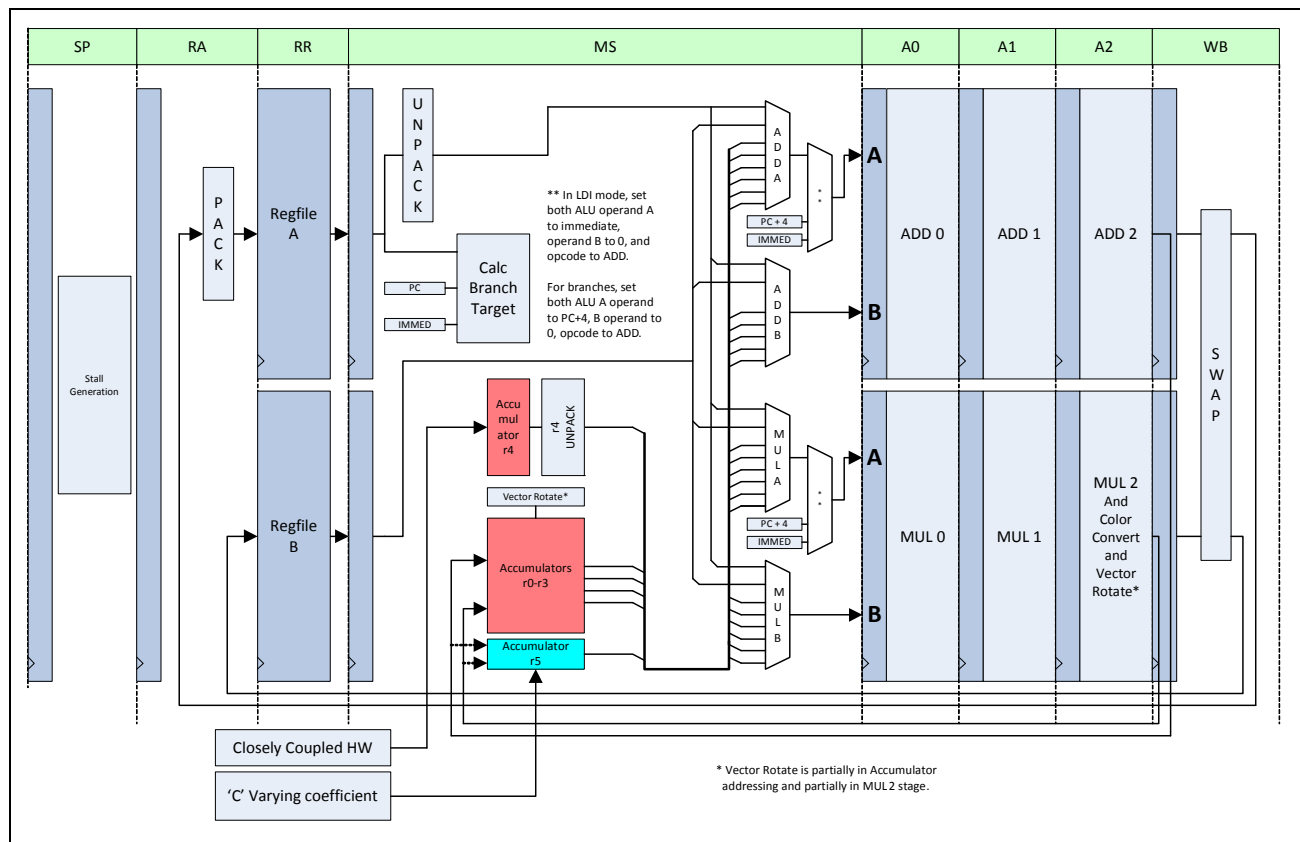 SP RA RR MS A0 A1 A2 WB
U
N
P
A
C
K
P
A
C
K
Regfile
A
** In LDI mode, set
both ALU operand A
to immediate,
operand B to 0, and
opcode to ADD.
For branches, set
both ALU A operand
to PC+4, B operand to
0, opcode to ADD.
Calc
Branch
Target
PC
IMMED
A
D
D
A
:
PC + 4
IMMED
A
A
D
D
B
B
ADD 0
ADD 1
ADD 2
S
W
A
P
Stall
Generation
Regfile
B
Accu
mul
ator
r4
r4
UNPACK
Vector Rotate*
Accumulators
r0-r3
Accumulator
r5
M
U
L
A
:
PC + 4
IMMED
A
M
U
L
B
B
MUL 0
MUL 1
MUL 2
And
Color
Convert
and
Vector
Rotate*
Closely Coupled HW
‘C’ Varying coefficient
* Vector Rotate is partially in Accumulator
addressing and partially in MUL 2 stage.